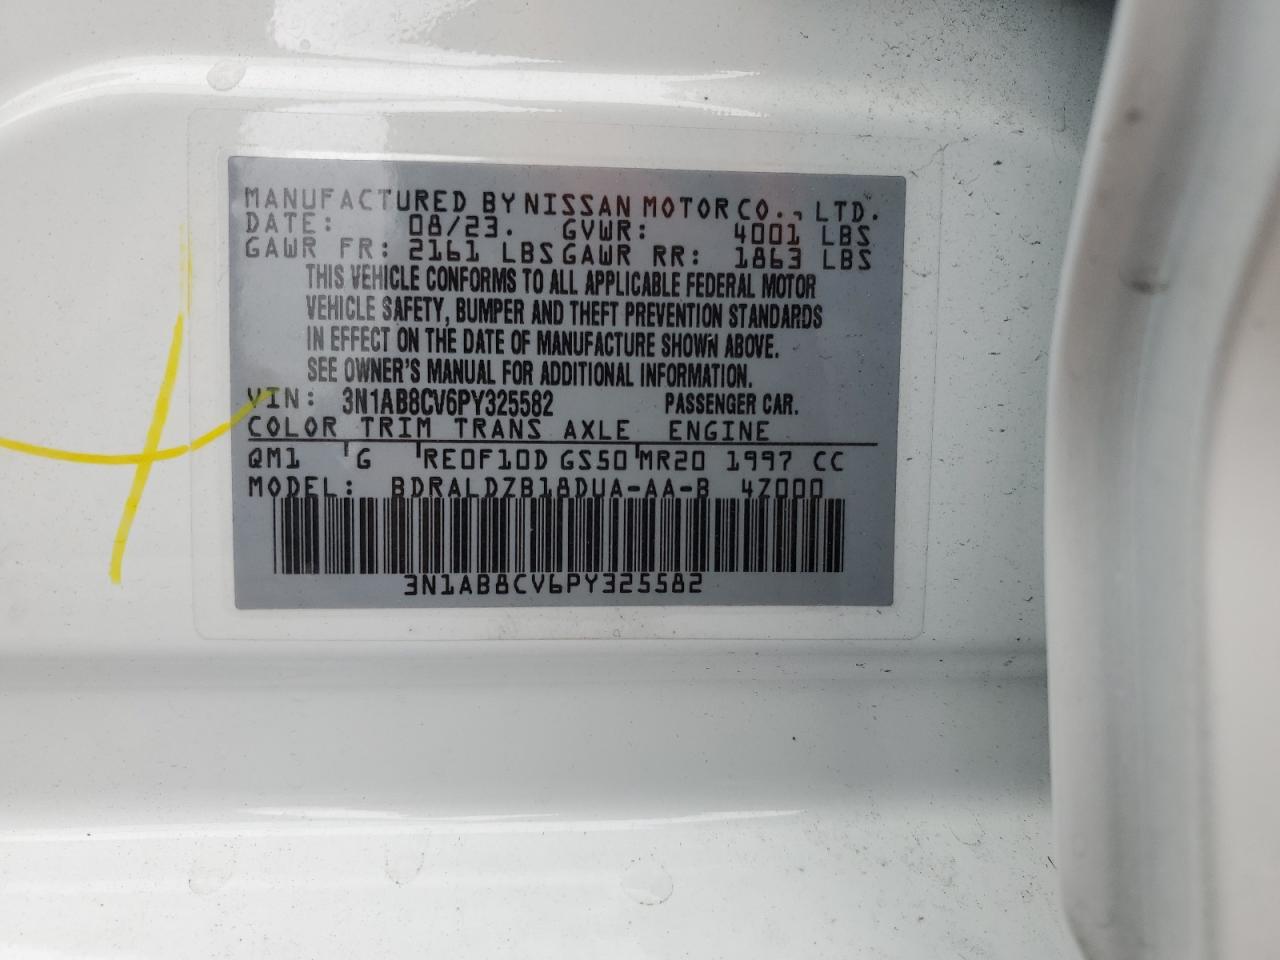 MANUFACTURED BY NISSAN MOTOR CO., LTD.
DATE: 08/23. GVWR: 4001 LBS
GAWR FR: 2161 LBS GAWR RR: 1863 LBS
THIS VEHICLE CONFORMS TO ALL APPLICABLE FEDERAL MOTOR
VEHICLE SAFETY, BUMPER AND THEFT PREVENTION STANDARDS
IN EFFECT ON THE DATE OF MANUFACTURE SHOWN ABOVE.
SEE OWNER'S MANUAL FOR ADDITIONAL INFORMATION.
VIN: 3N1AB8CV6PY325582 PASSENGER CAR.
COLOR TRIM TRANS AXLE ENGINE
QM1 G RE0F10D GS50 MR20 1997 CC
MODEL: BDRALDZB18DUA-AA-B 4Z000
3N1AB8CV6PY325582